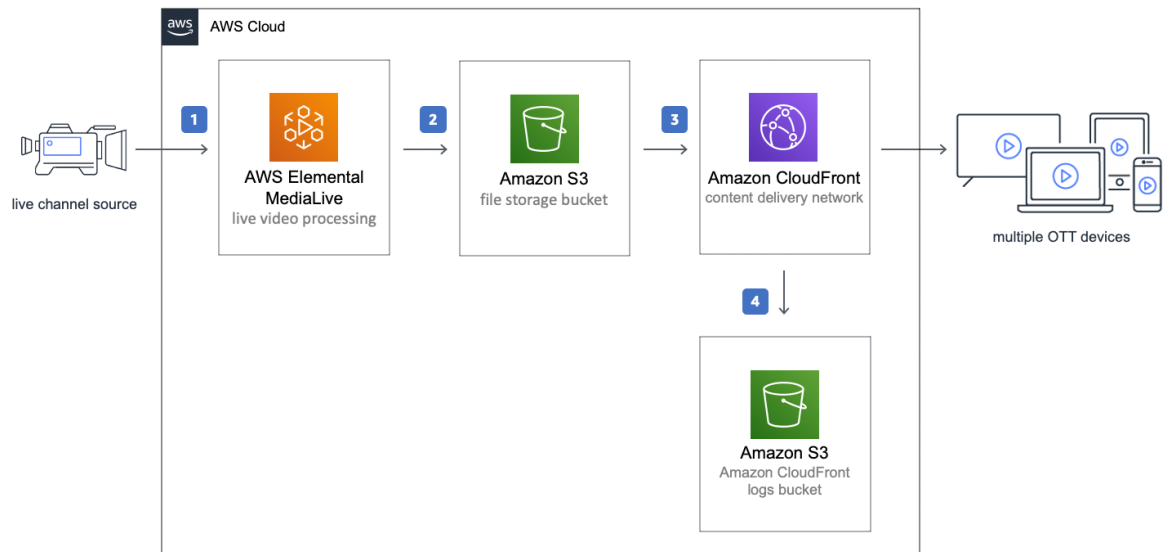 aws
AWS Cloud
1
2
3
AWS Elemental
MediaLive
live video processing
Amazon S3
file storage bucket
Amazon CloudFront
content delivery network
live channel source
multiple OTT devices
4
Amazon S3
Amazon CloudFront
logs bucket